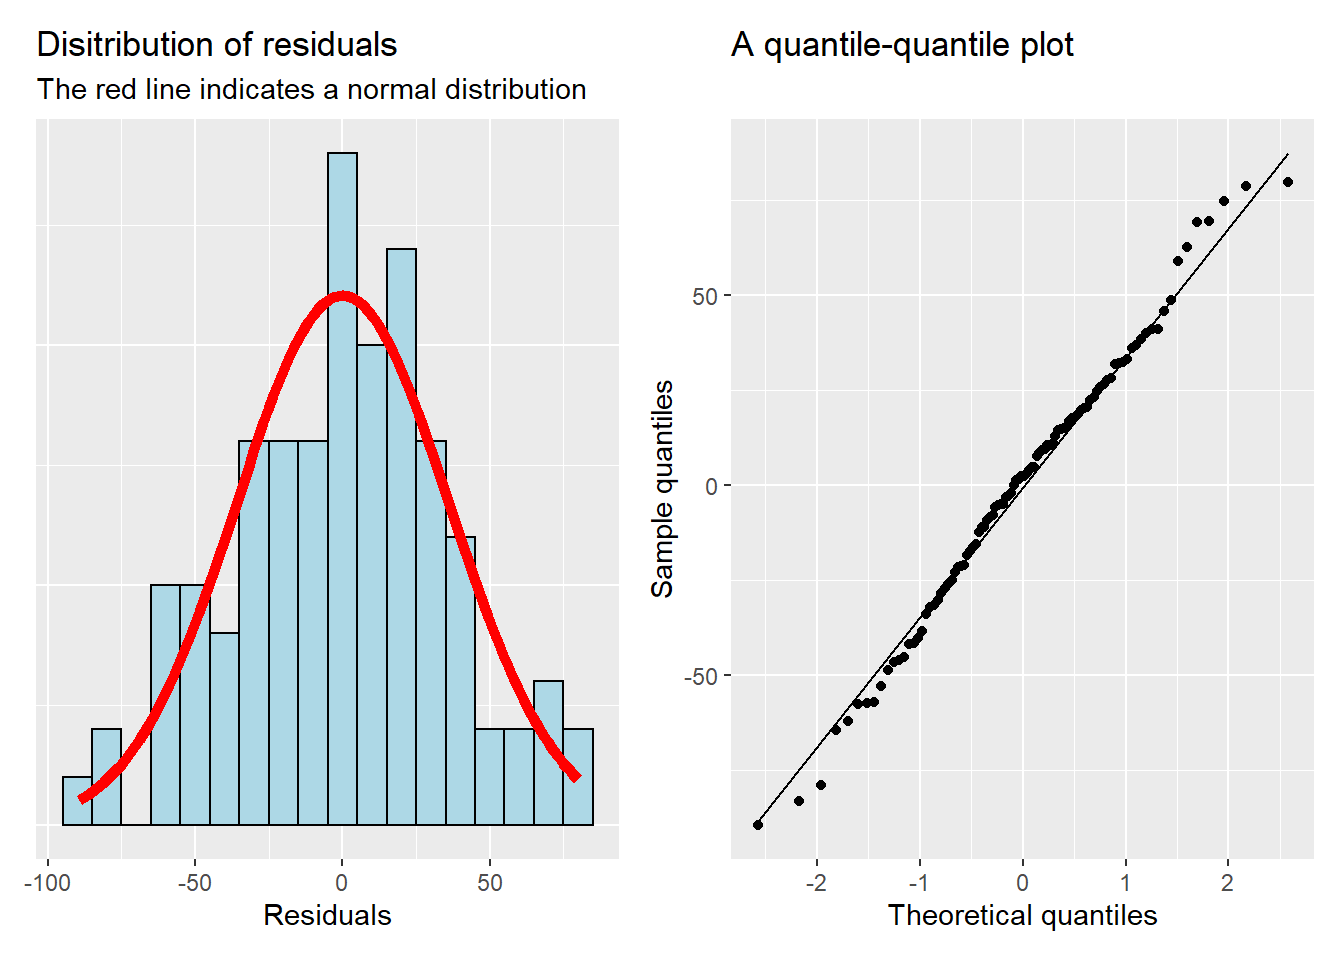 Disitribution of residuals
The red line indicates a normal distribution
-100 -50 0 50
Residuals
A quantile-quantile plot
Sample quantiles
50
0
-50
-2 -1 0 1 2
Theoretical quantiles